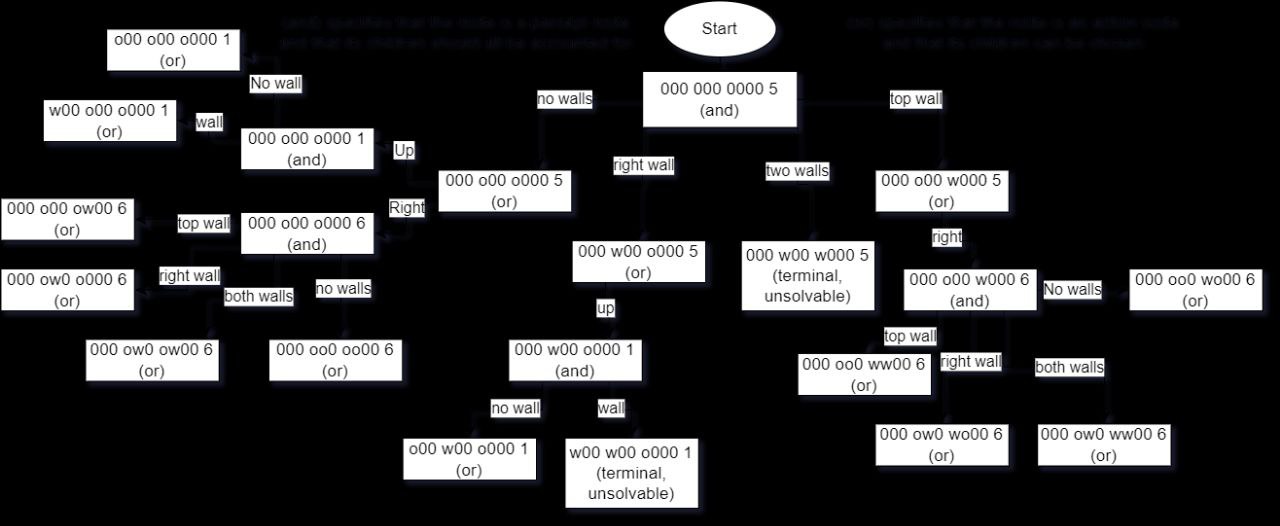 (and) specifies that the node is a percept node
and that its children should all be accounted for
(or) specifies that the node is an action node
and that its children can be chosen
Start
o00 o00 o000 1
(or)
No wall
000 000 0000 5
(and)
no walls
top wall
w00 o00 o000 1
(or)
wall
000 o00 o000 1
(and)
Up
right wall
two walls
000 o00 o000 5
(or)
000 o00 w000 5
(or)
Right
000 o00 ow00 6
(or)
top wall
000 o00 o000 6
(and)
right
000 w00 o000 5
(or)
000 w00 w000 5
(terminal,
unsolvable)
000 ow0 o000 6
(or)
right wall
both walls
no walls
000 o00 w000 6
(and)
No walls
000 oo0 wo00 6
(or)
up
000 ow0 ow00 6
(or)
000 oo0 oo00 6
(or)
000 w00 o000 1
(and)
top wall
000 oo0 ww00 6
(or)
right wall
both walls
no wall
wall
o00 w00 o000 1
(or)
w00 w00 o000 1
(terminal,
unsolvable)
000 ow0 wo00 6
(or)
000 ow0 ww00 6
(or)